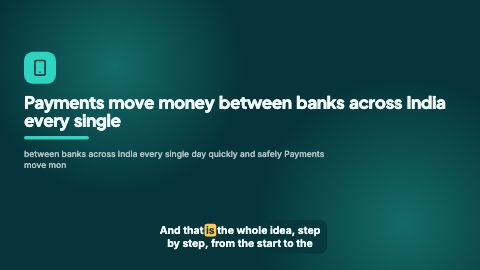 Payments move money between banks across India
every single
between banks across India every single day quickly and safely Payments
move mon
And that is the whole idea, step
by step, from the start to the